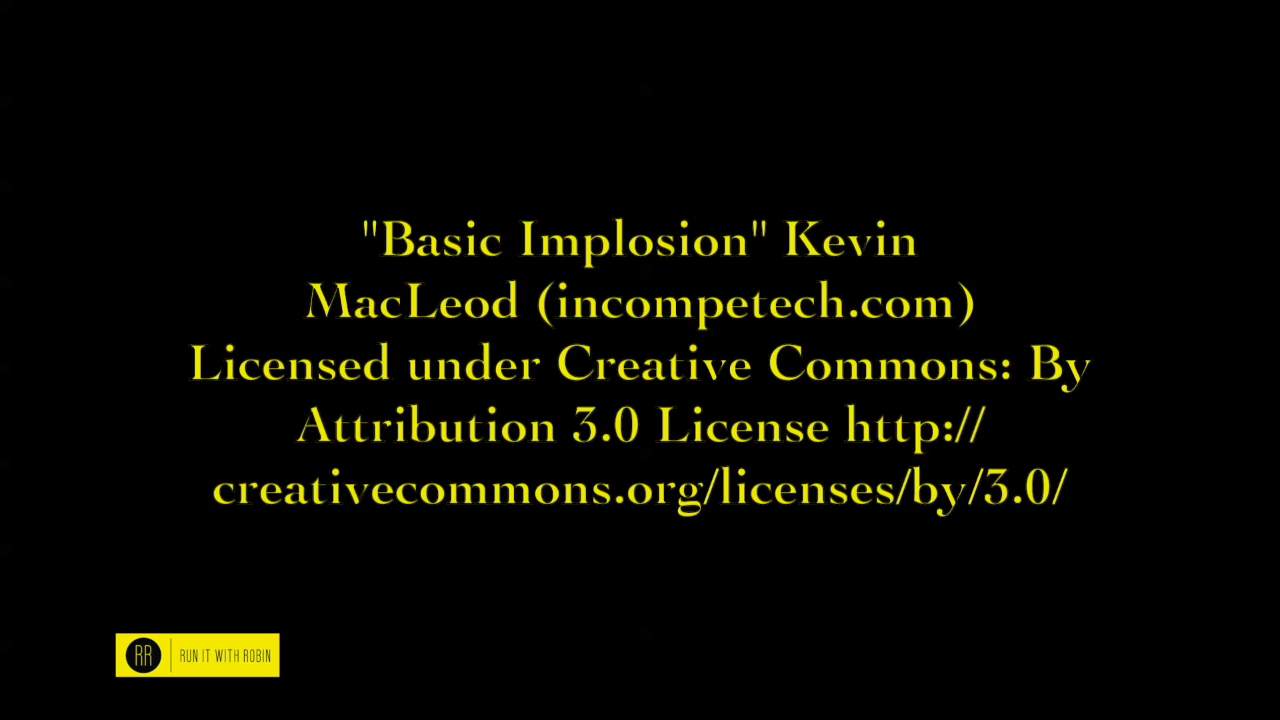 "Basic Implosion" Kevin
MacLeod (incompetech.com)
Licensed under Creative Commons: By
Attribution 3.0 License http://
creativecommons.org/licenses/by/3.0/
RR RUN IT WITH ROBIN